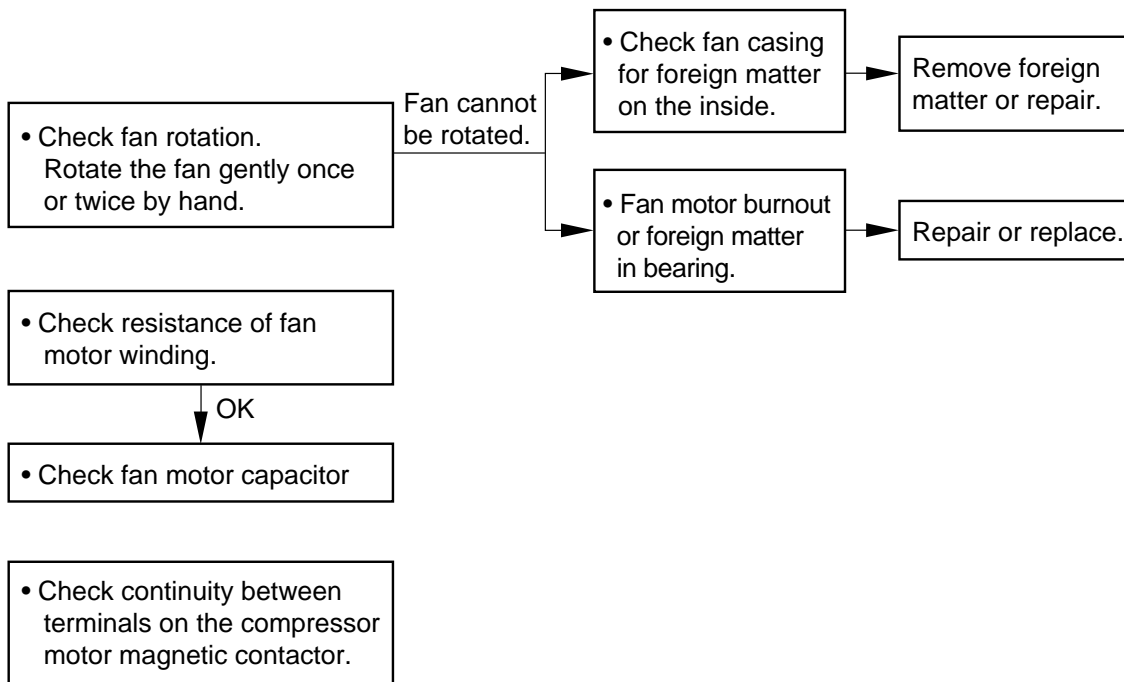 • Check fan rotation.
Rotate the fan gently once
or twice by hand.
Fan cannot
be rotated.
• Check fan casing
for foreign matter
on the inside.
Remove foreign
matter or repair.
• Fan motor burnout
or foreign matter
in bearing.
Repair or replace.
• Check resistance of fan
motor winding.
OK
• Check fan motor capacitor
• Check continuity between
terminals on the compressor
motor magnetic contactor.